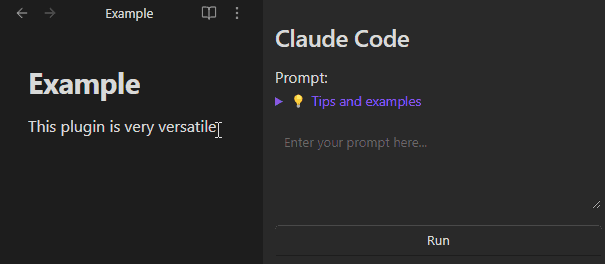 Example
Example
This plugin is very versatile
Claude Code
Prompt:
💡 Tips and examples
Enter your prompt here...
Run